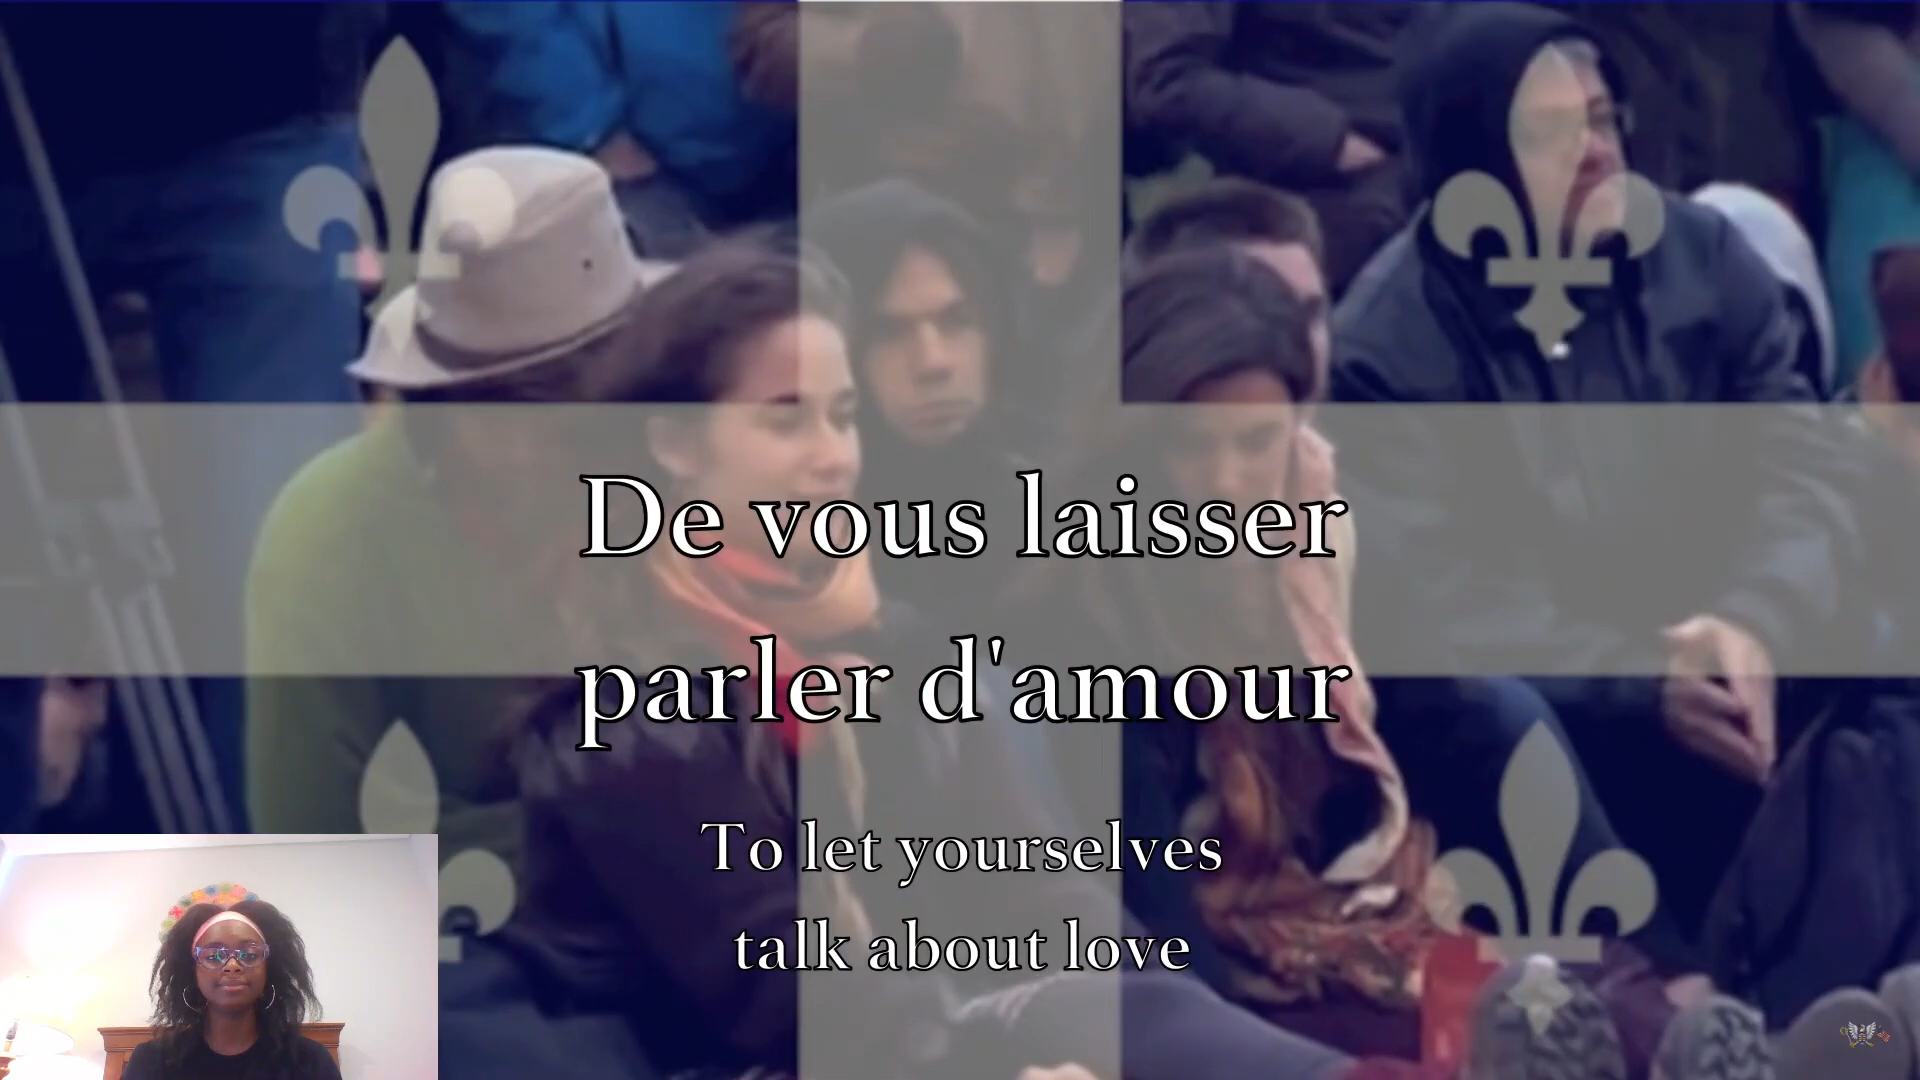 De vous laisser
parler d'amour
To let yourselves
talk about love